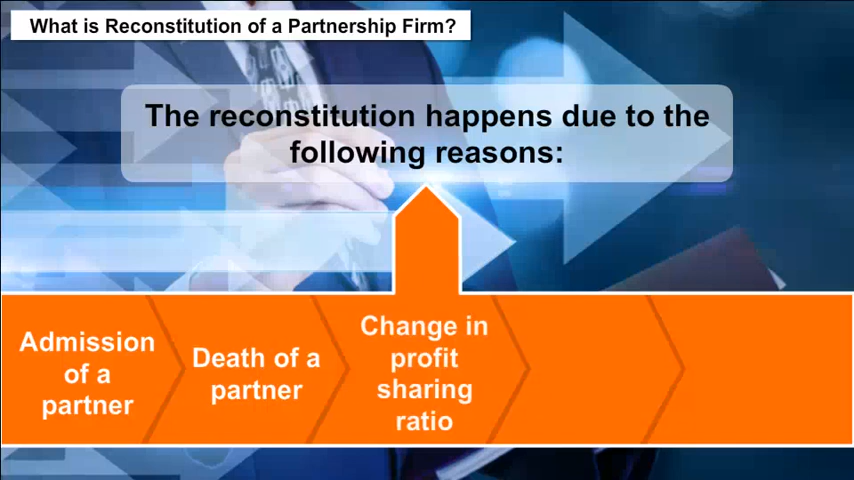 What is Reconstitution of a Partnership Firm?
The reconstitution happens due to the
following reasons:
Admission
of a
partner
Death of a
partner
Change in
profit
sharing
ratio